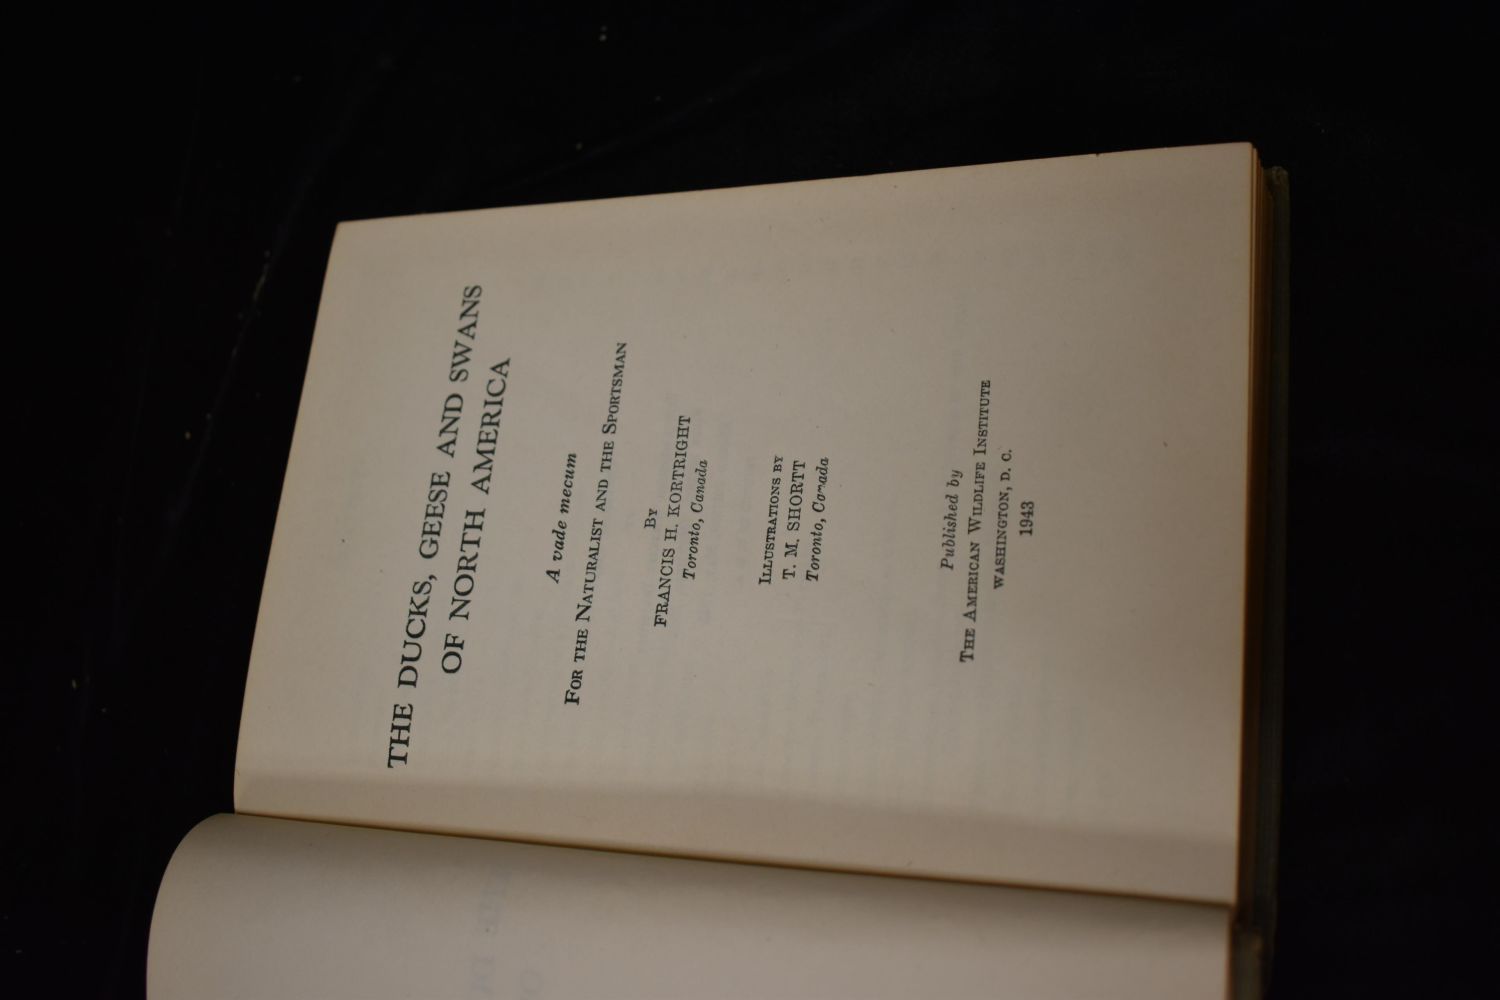 THE DUCKS, GEESE AND SWANS
OF NORTH AMERICA
A vade mecum
FOR THE NATURALIST AND THE SPORTSMAN
BY
FRANCIS H. KORTRIGHT
Toronto, Canada
ILLUSTRATIONS BY
T. M. SHORTT
Toronto, Canada
Published by
THE AMERICAN WILDLIFE INSTITUTE
WASHINGTON, D. C.
1943